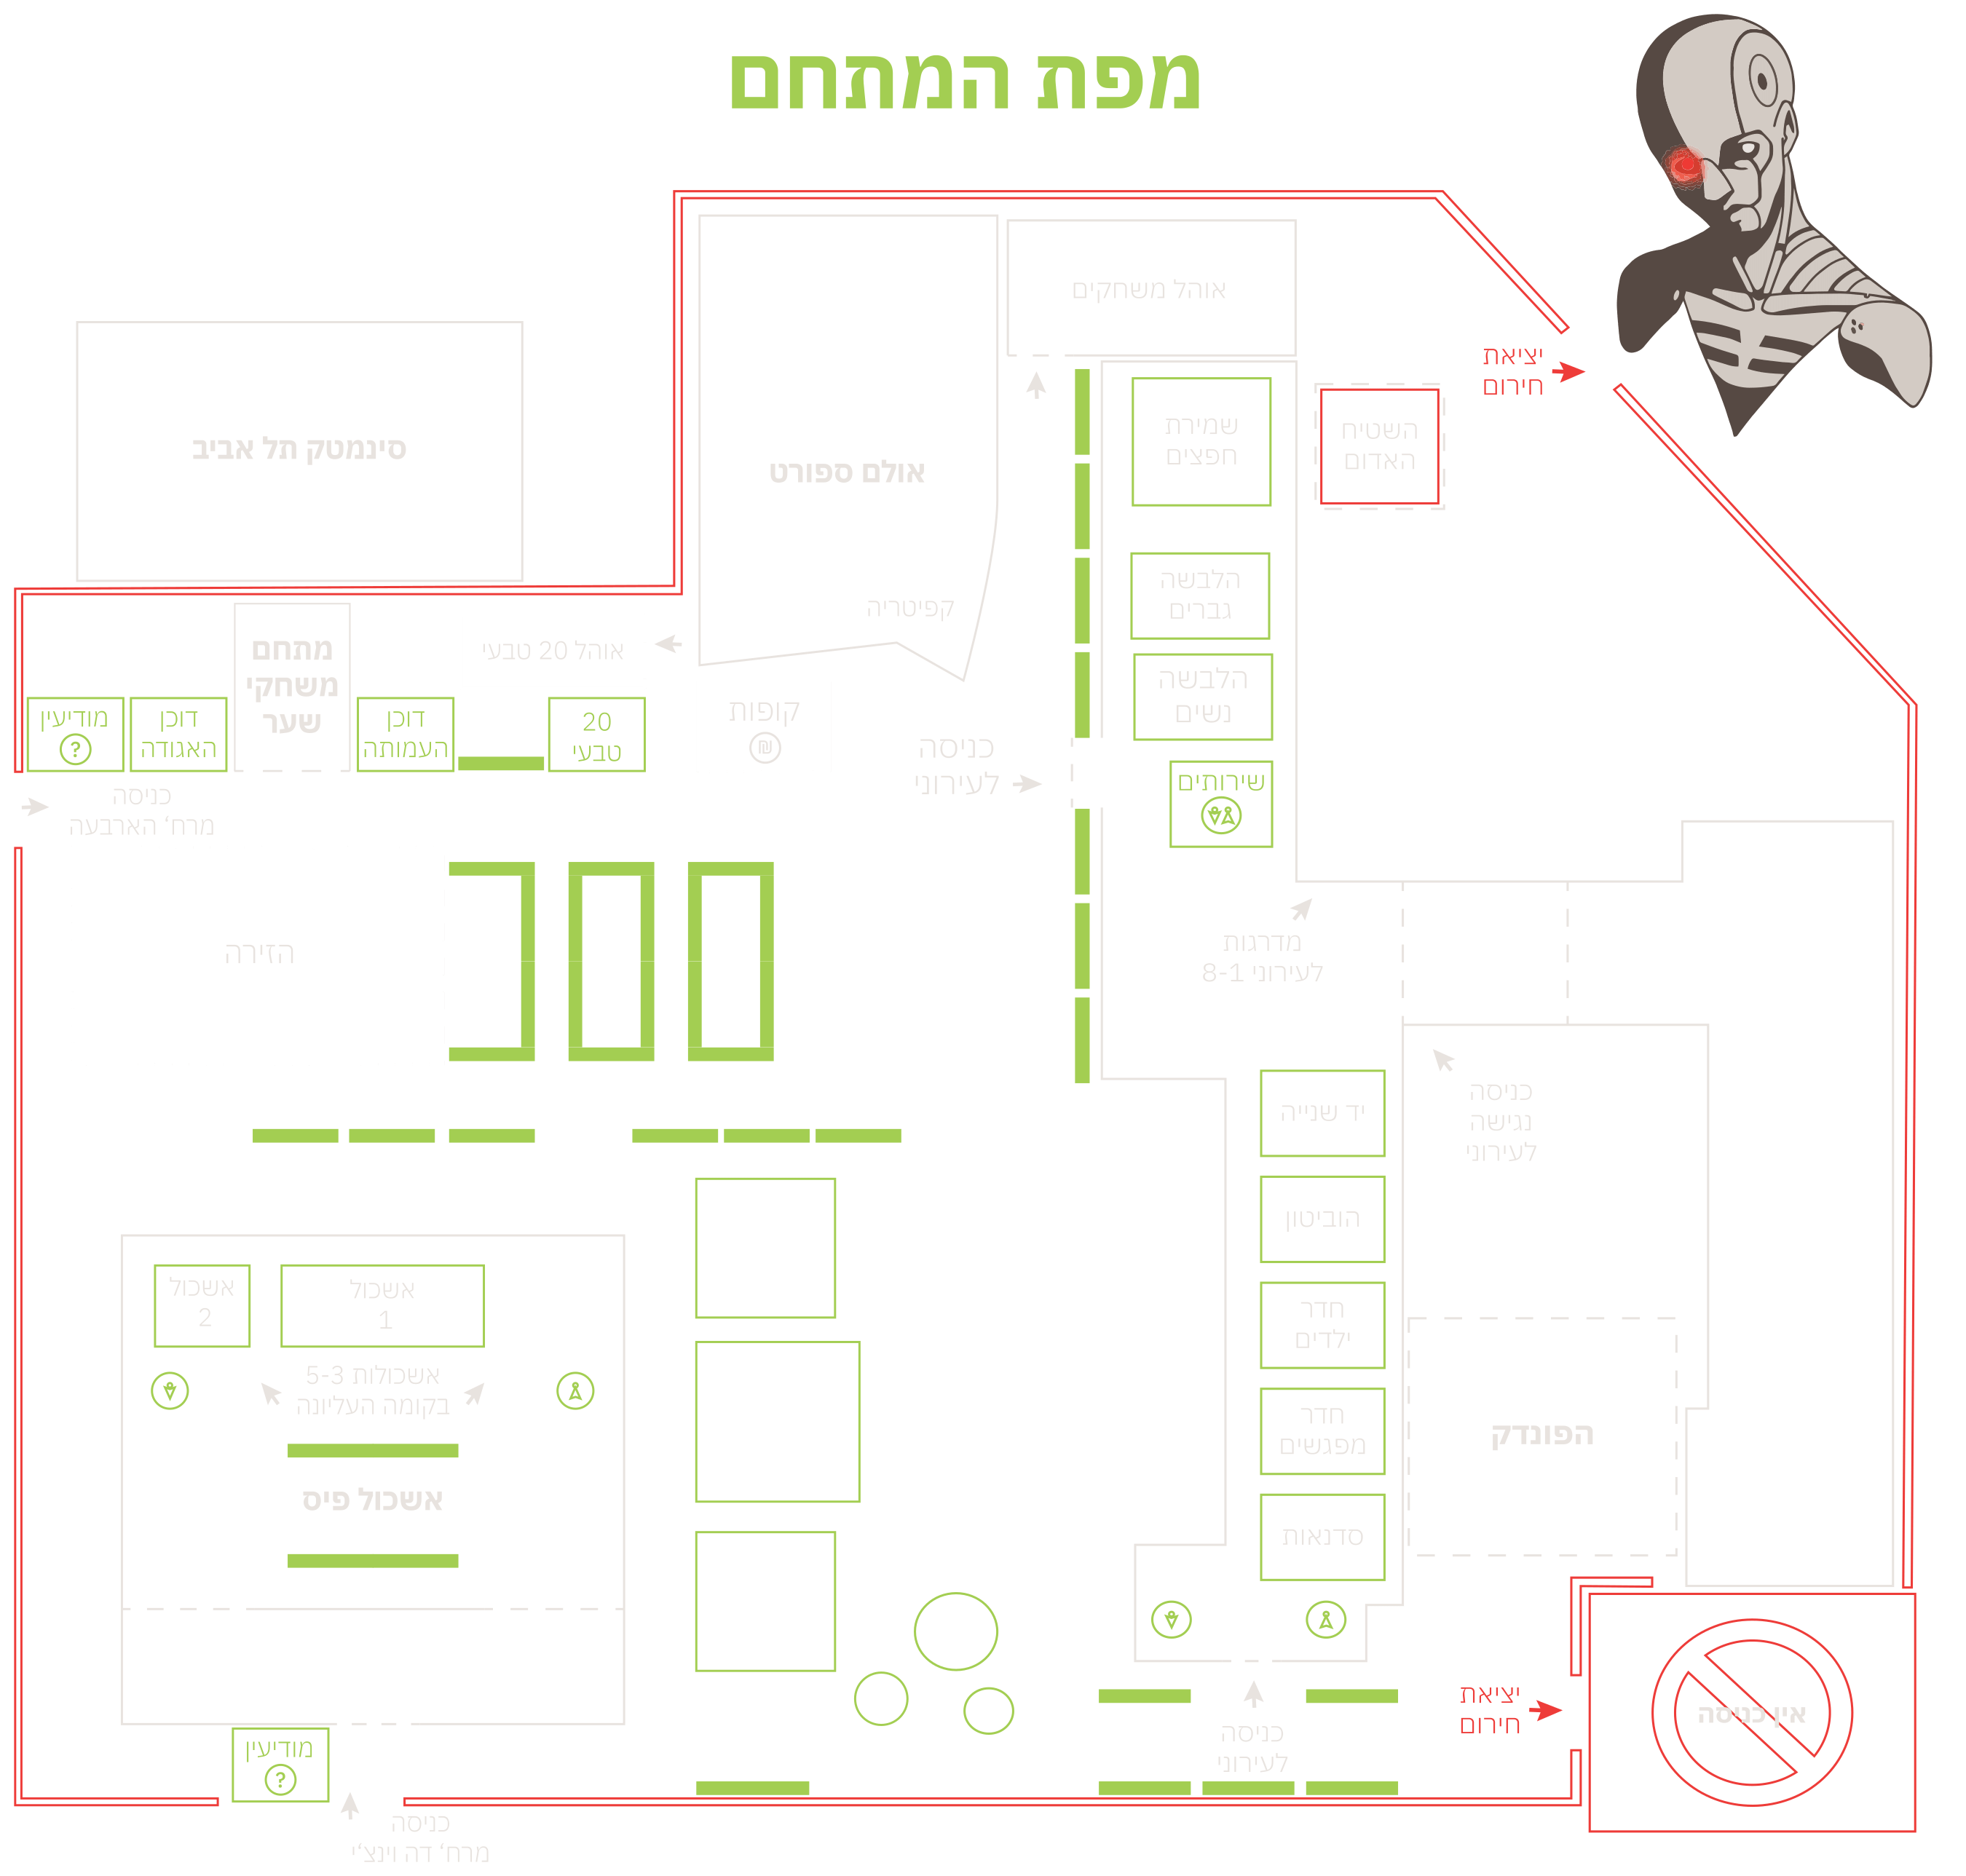 מפת המתחם
אוהל משחקים
יציאת
חירום
השטיח
האדום
שמירת
חפצים
סינמטק תל אביב
אולם ספורט
הלבשה
גברים
קפיטריה
אוהל 20 טבעי
מתחם
משחקי
שער
הלבשה
נשים
מודיעין
?
דוכן
האגודה
דוכן
העמותה
20
טבעי
קופות
₪
כניסה
לעירוני
שירותים
כניסה
מרח' הארבעה
הזירה
מדרגות
לעירוני 8-1
כניסה
נגישה
לעירוני
יד שנייה
הוביטון
חדר
ילדים
חדר
מפגשים
סדנאות
הפונדק
אשכול
1
אשכול
2
אשכולות 5-3
בקומה העליונה
אשכול פיס
יציאת
חירום
אין כניסה
כניסה
לעירוני
מודיעין
?
כניסה
מרח' דה וינצ'י